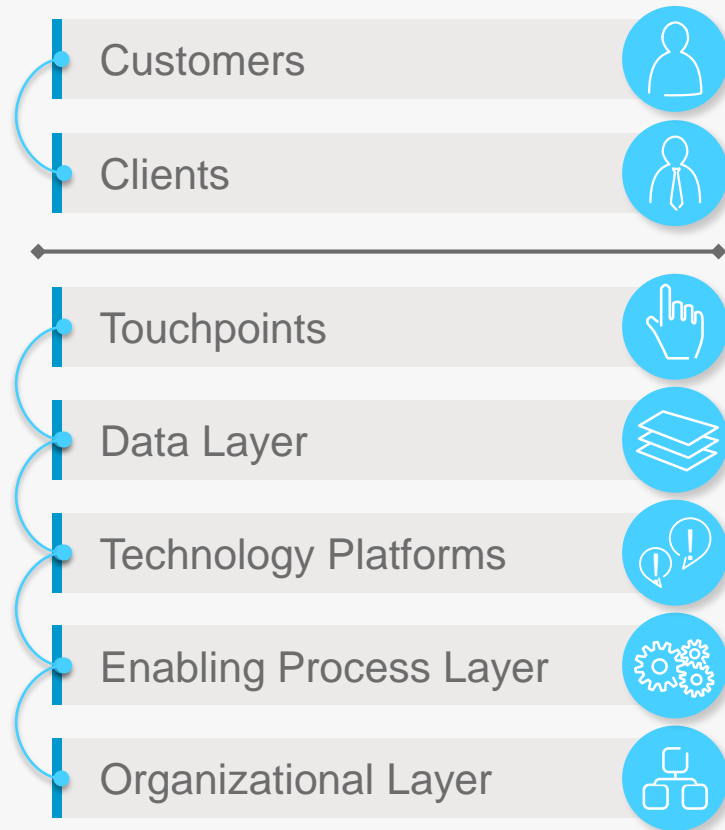 Customers
Clients
Touchpoints
Data Layer
Technology Platforms
Enabling Process Layer
Organizational Layer